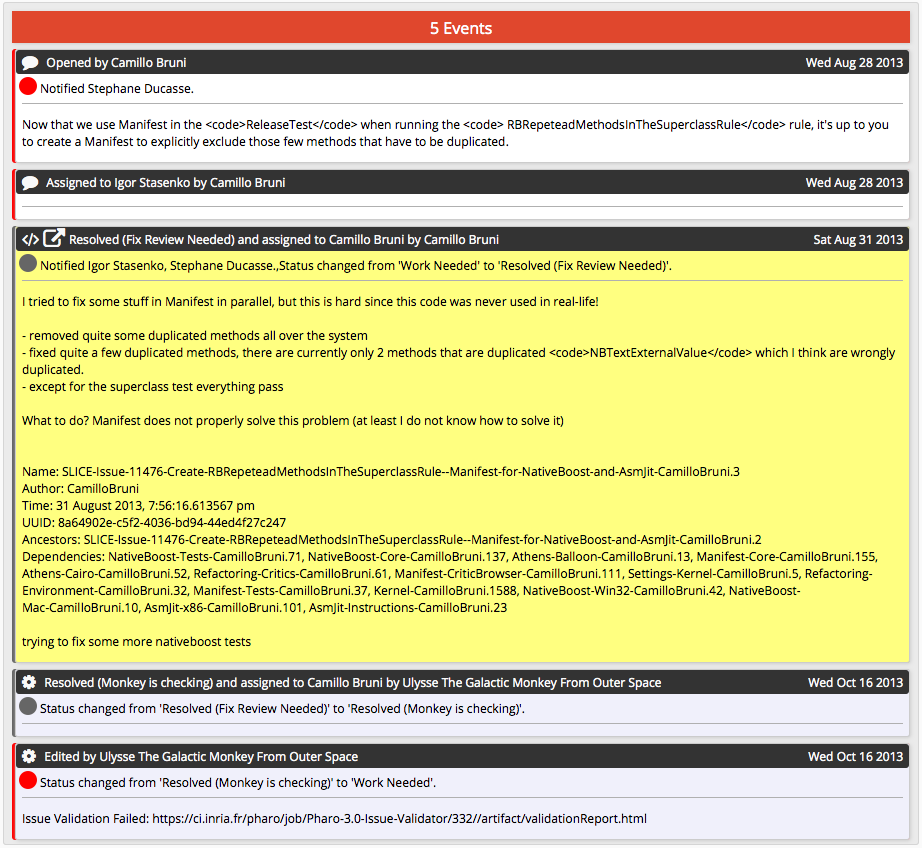 5 Events
Opened by Camillo Bruni Wed Aug 28 2013
Notified Stephane Ducasse.
Now that we use Manifest in the <code>ReleaseTest</code> when running the <code> RBRepeteadMethodsInTheSuperclassRule</code> rule, it's up to you
to create a Manifest to explicitly exclude those few methods that have to be duplicated.
Assigned to Igor Stasenko by Camillo Bruni Wed Aug 28 2013
</> Resolved (Fix Review Needed) and assigned to Camillo Bruni by Camillo Bruni Sat Aug 31 2013
Notified Igor Stasenko, Stephane Ducasse.,Status changed from 'Work Needed' to 'Resolved (Fix Review Needed)'.
I tried to fix some stuff in Manifest in parallel, but this is hard since this code was never used in real-life!
- removed quite some duplicated methods all over the system
- fixed quite a few duplicated methods, there are currently only 2 methods that are duplicated <code>NBTextExternalValue</code> which I think are wrongly
duplicated.
- except for the superclass test everything pass
What to do? Manifest does not properly solve this problem (at least I do not know how to solve it)
Name: SLICE-Issue-11476-Create-RBRepeteadMethodsInTheSuperclassRule--Manifest-for-NativeBoost-and-AsmJit-CamilloBruni.3
Author: CamilloBruni
Time: 31 August 2013, 7:56:16.613567 pm
UUID: 8a64902e-c5f2-4036-bd94-44ed4f27c247
Ancestors: SLICE-Issue-11476-Create-RBRepeteadMethodsInTheSuperclassRule--Manifest-for-NativeBoost-and-AsmJit-CamilloBruni.2
Dependencies: NativeBoost-Tests-CamilloBruni.71, NativeBoost-Core-CamilloBruni.137, Athens-Balloon-CamilloBruni.13, Manifest-Core-CamilloBruni.155,
Athens-Cairo-CamilloBruni.52, Refactoring-Critics-CamilloBruni.61, Manifest-CriticBrowser-CamilloBruni.111, Settings-Kernel-CamilloBruni.5, Refactoring-
Environment-CamilloBruni.32, Manifest-Tests-CamilloBruni.37, Kernel-CamilloBruni.1588, NativeBoost-Win32-CamilloBruni.42, NativeBoost-
Mac-CamilloBruni.10, AsmJit-x86-CamilloBruni.101, AsmJit-Instructions-CamilloBruni.23
trying to fix some more nativeboost tests
Resolved (Monkey is checking) and assigned to Camillo Bruni by Ulysse The Galactic Monkey From Outer Space Wed Oct 16 2013
Status changed from 'Resolved (Fix Review Needed)' to 'Resolved (Monkey is checking)'.
Edited by Ulysse The Galactic Monkey From Outer Space Wed Oct 16 2013
Status changed from 'Resolved (Monkey is checking)' to 'Work Needed'.
Issue Validation Failed: https://ci.inria.fr/pharo/job/Pharo-3.0-Issue-Validator/332//artifact/validationReport.html